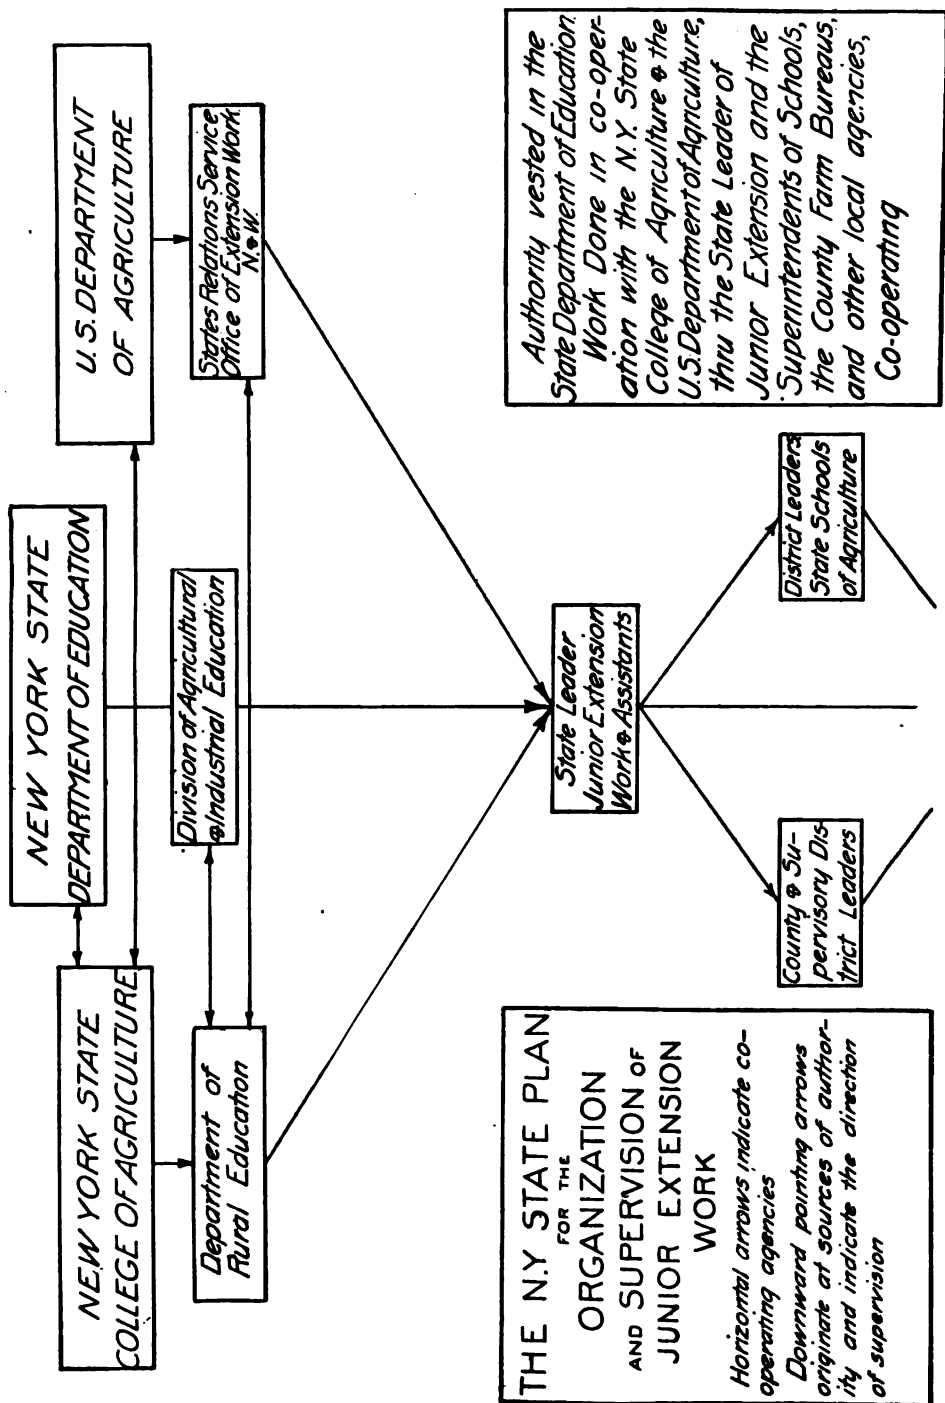 NEW YORK STATE
COLLEGE OF AGRICULTURE
NEW YORK STATE
DEPARTMENT OF EDUCATION
U.S. DEPARTMENT
OF AGRICULTURE
Department of
Rural Education
Division of Agricultural
& Industrial Education
States Relations Service
Office of Extension Work
N. & W.
State Leader
Junior Extension
Work & Assistants
County & Su-
pervisory Dis-
trict Leaders
District Leaders
State Schools
of Agriculture
THE N.Y STATE PLAN
FOR THE
ORGANIZATION
AND SUPERVISION OF
JUNIOR EXTENSION
WORK
Horizontal arrows indicate co-
operating agencies
Downward pointing arrows
originate at sources of author-
ity and indicate the direction
of supervision
Authority vested in the
State Department of Education.
Work Done in co-oper-
ation with the N.Y. State
College of Agriculture & the
U.S. Department of Agriculture,
thru the State Leader of
Junior Extension and the
Superintendents of Schools,
the County Farm Bureaus,
and other local agencies,
Co-operating